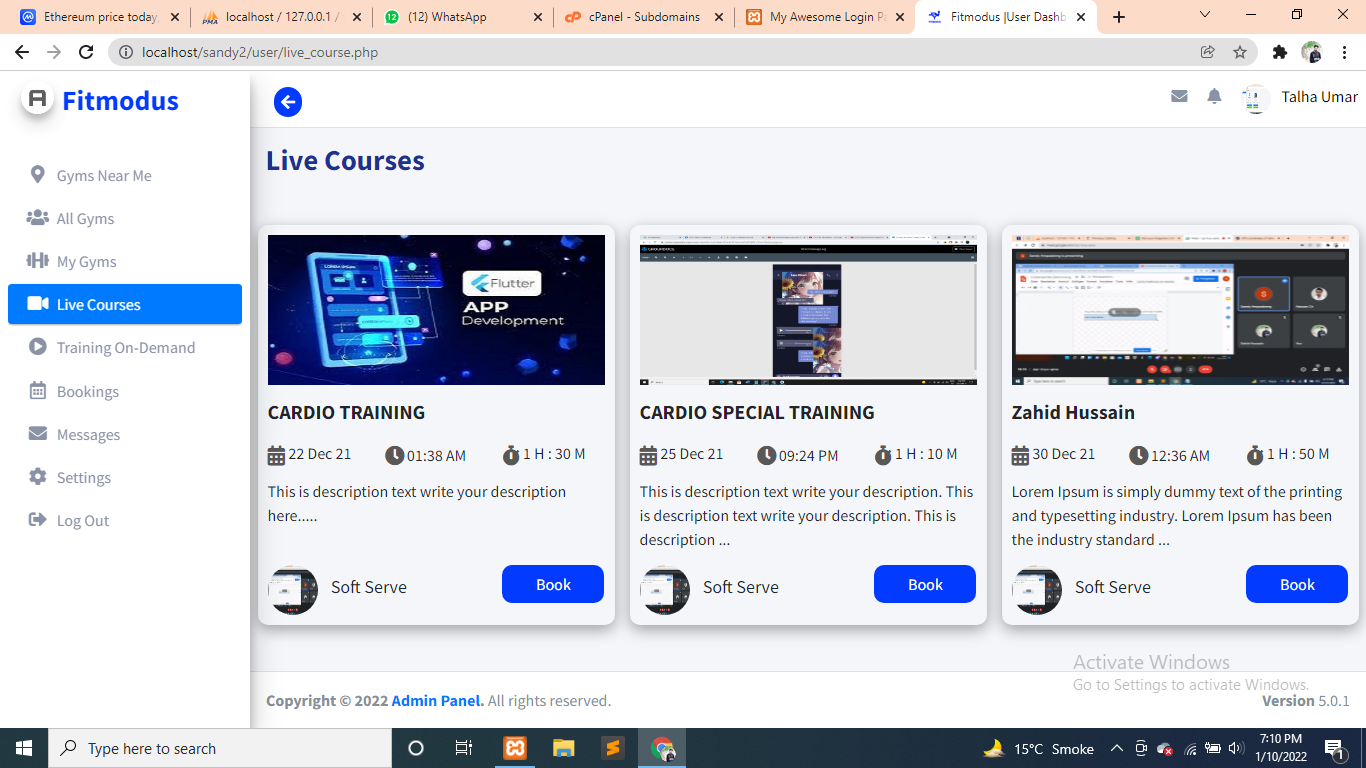 Ethereum price today,
localhost / 127.0.0.1 /
(12) WhatsApp
cPanel - Subdomains
My Awesome Login Pa
Fitmodus |User Dashb
localhost/sandy2/user/live_course.php
Fitmodus
Talha Umar
Gyms Near Me
All Gyms
My Gyms
Live Courses
Training On-Demand
Bookings
Messages
Settings
Log Out
Live Courses
Flutter
APP
Development
CARDIO TRAINING
22 Dec 21 01:38 AM 1 H : 30 M
This is description text write your description
here.....
Soft Serve
Book
CARDIO SPECIAL TRAINING
25 Dec 21 09:24 PM 1 H : 10 M
This is description text write your description. This
is description text write your description. This is
description ...
Soft Serve
Book
Zahid Hussain
30 Dec 21 12:36 AM 1 H : 50 M
Lorem Ipsum is simply dummy text of the printing
and typesetting industry. Lorem Ipsum has been
the industry standard ...
Soft Serve
Book
Activate Windows
Go to Settings to activate Windows.
Copyright © 2022 Admin Panel. All rights reserved.
Version 5.0.1
Type here to search
15°C Smoke
7:10 PM
1/10/2022
1